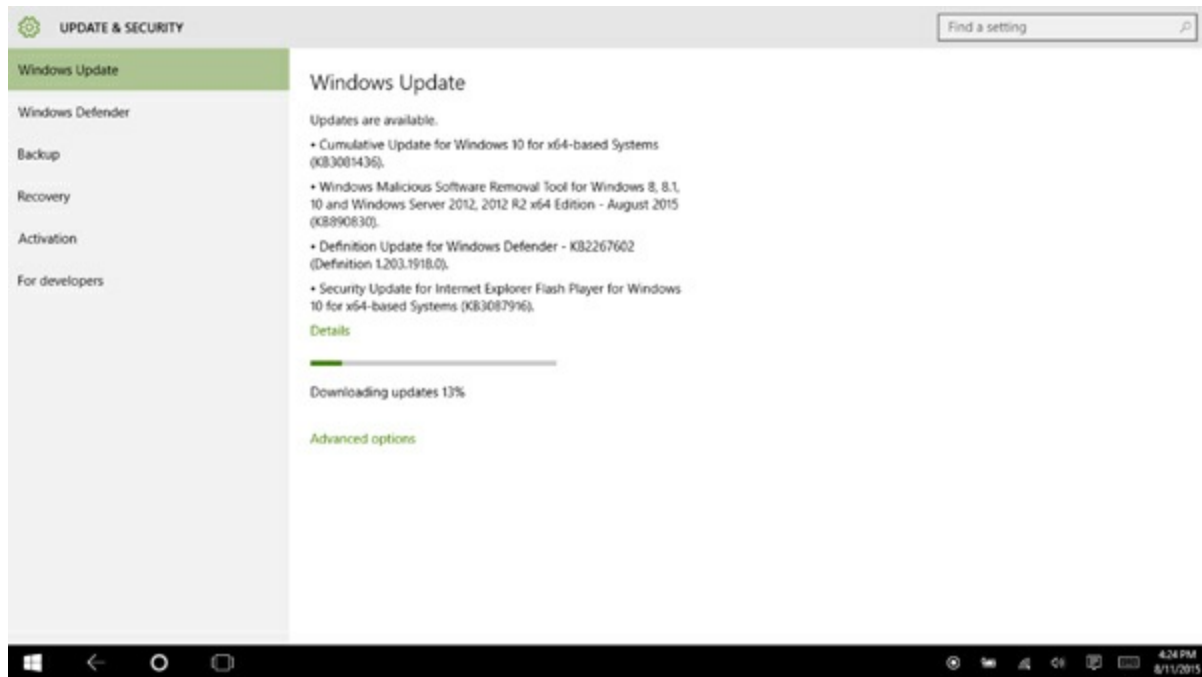 UPDATE & SECURITY
Find a setting
Windows Update
Windows Defender
Backup
Recovery
Activation
For developers
Windows Update
Updates are available.
• Cumulative Update for Windows 10 for x64-based Systems
(KB3081436).
• Windows Malicious Software Removal Tool for Windows 8, 8.1,
10 and Windows Server 2012, 2012 R2 x64 Edition - August 2015
(KB890830).
• Definition Update for Windows Defender - KB2267602
(Definition 1.203.1918.0).
• Security Update for Internet Explorer Flash Player for Windows
10 for x64-based Systems (KB3087916).
Details
Downloading updates 13%
Advanced options
4:24 PM
8/11/2015